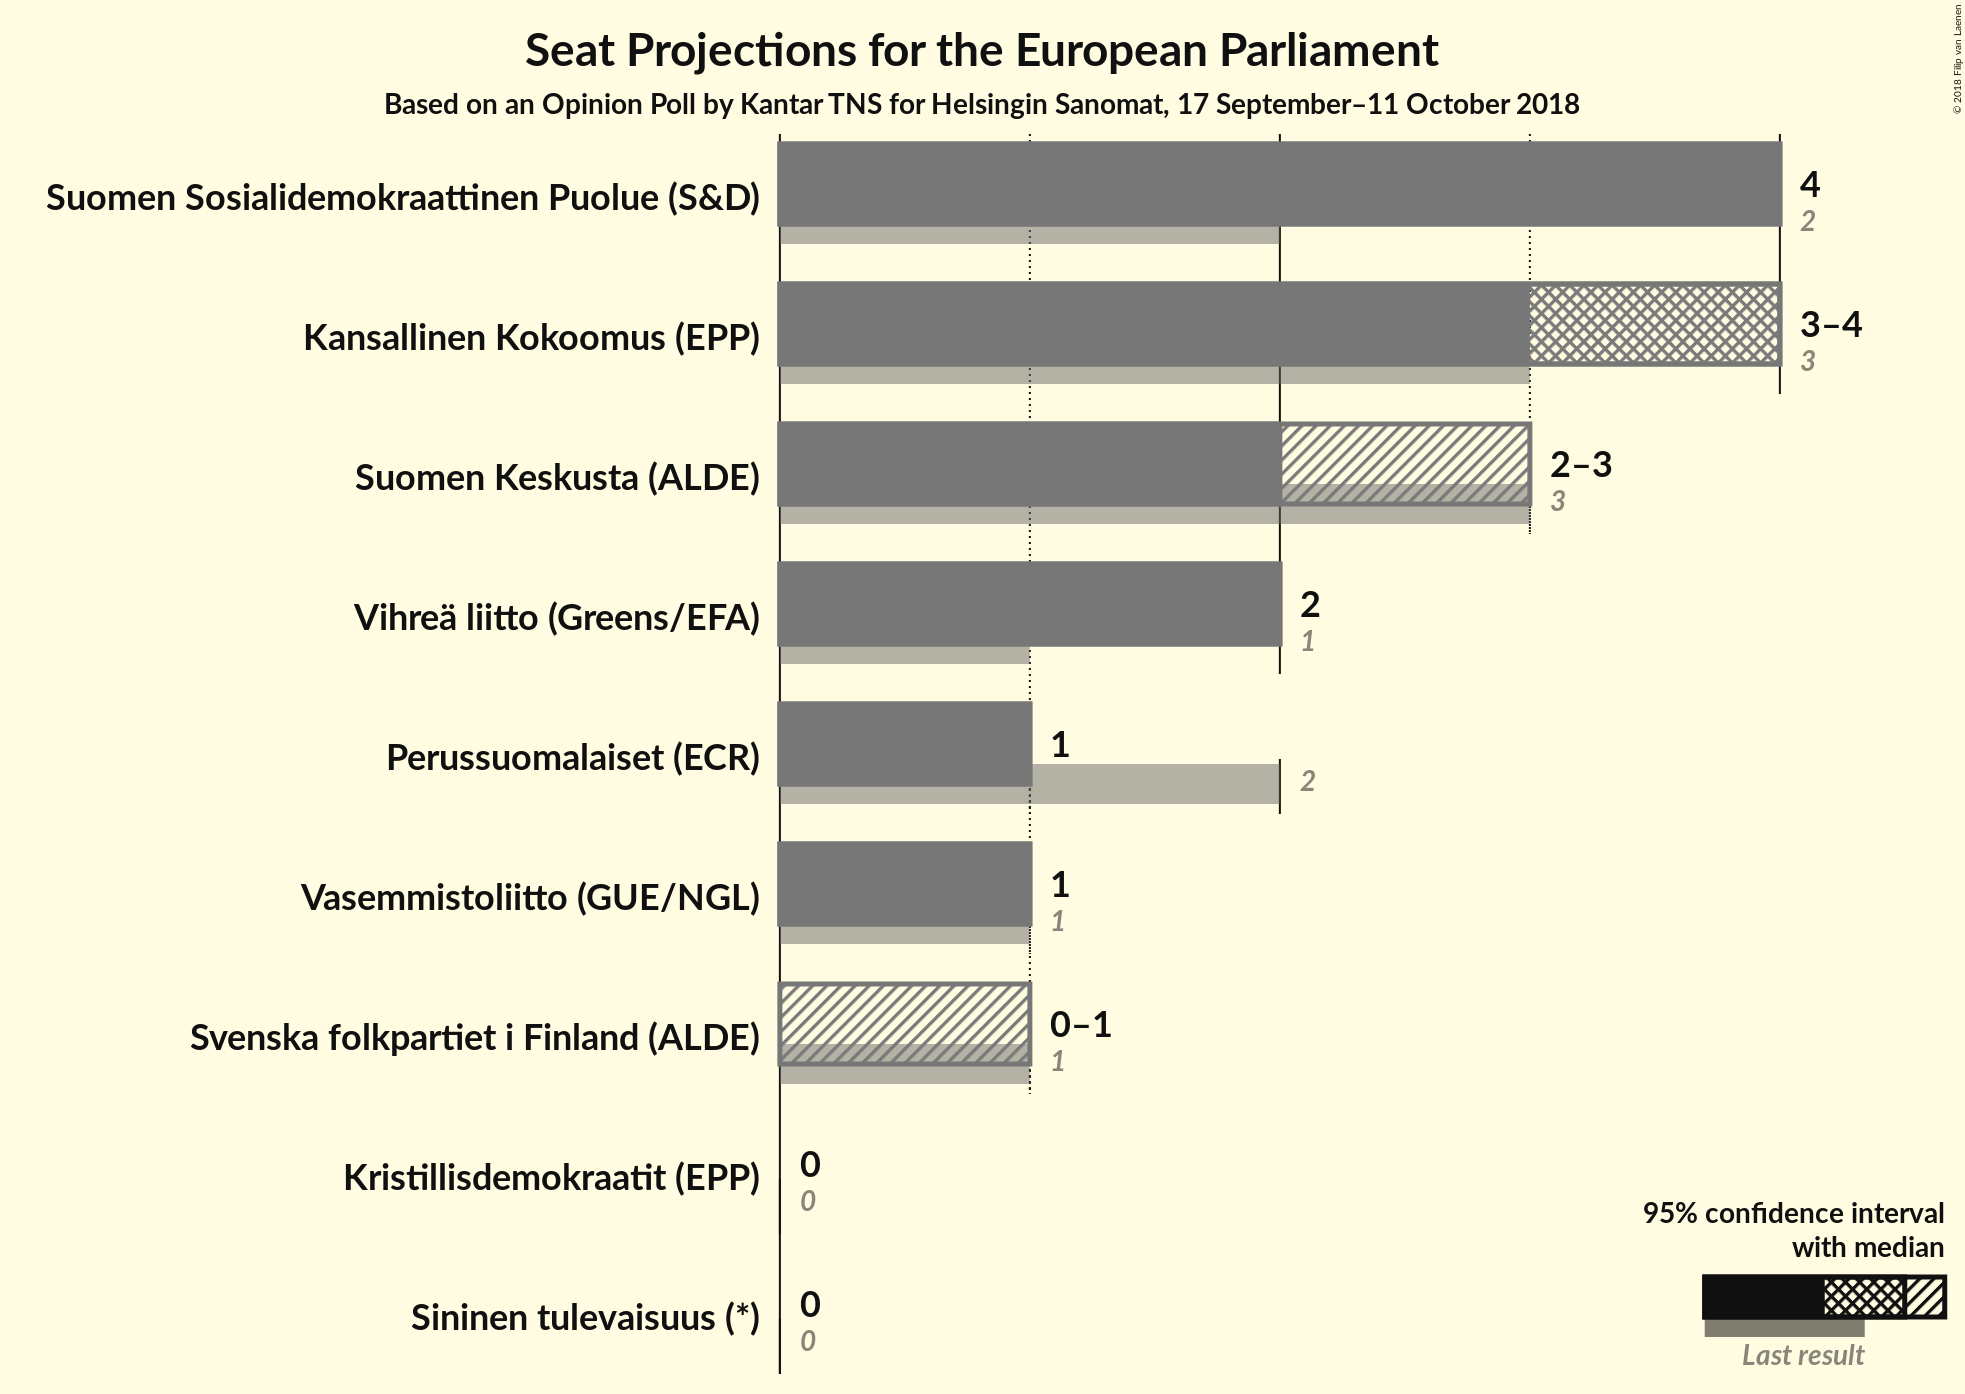 Seat Projections for the European Parliament
Based on an Opinion Poll by Kantar TNS for Helsingin Sanomat, 17 September–11 October 2018
© 2018 Filip van Laenen
Suomen Sosialidemokraattinen Puolue (S&D)
4
2
Kansallinen Kokoomus (EPP)
3–4
3
Suomen Keskusta (ALDE)
2–3
3
Vihreä liitto (Greens/EFA)
2
1
Perussuomalaiset (ECR)
1
2
Vasemmistoliitto (GUE/NGL)
1
1
Svenska folkpartiet i Finland (ALDE)
0–1
1
Kristillisdemokraatit (EPP)
0
0
Sininen tulevaisuus (*)
0
0
95% confidence interval
with median
Last result